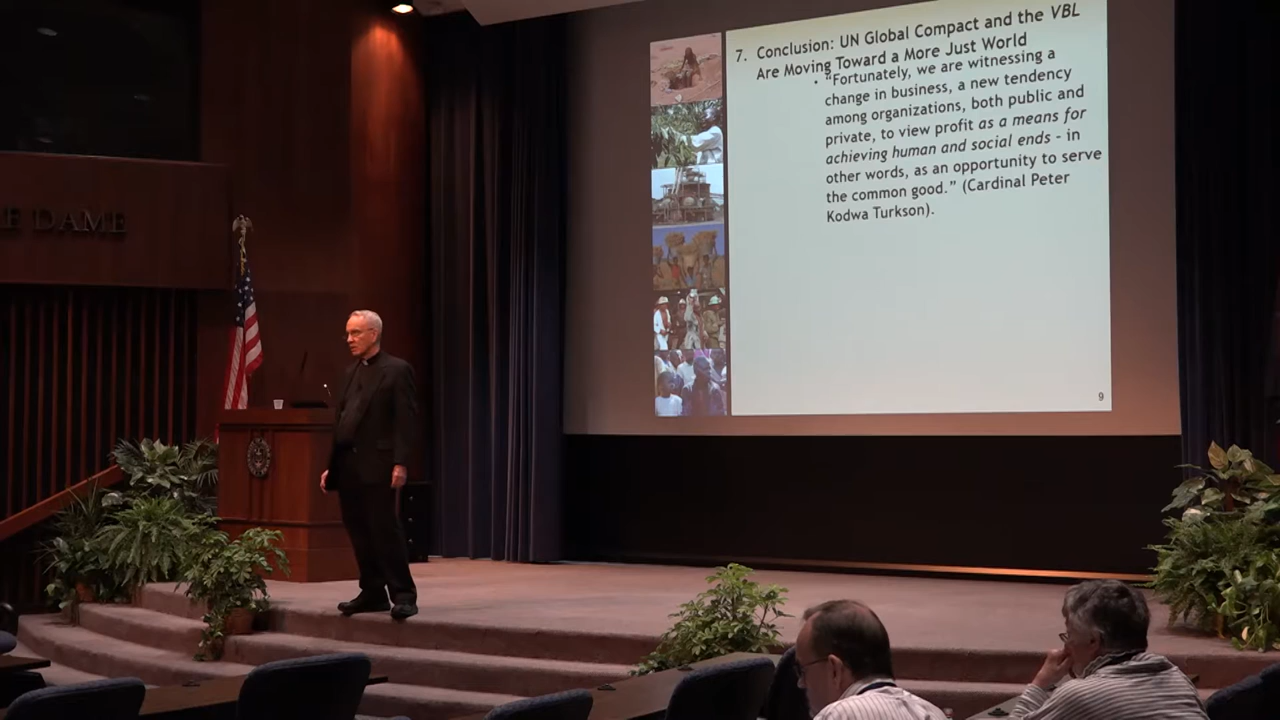 E DAME
7. Conclusion: UN Global Compact and the VBL
Are Moving Toward a More Just World
• "Fortunately, we are witnessing a
change in business, a new tendency
among organizations, both public and
private, to view profit as a means for
achieving human and social ends - in
other words, as an opportunity to serve
the common good." (Cardinal Peter
Kodwa Turkson).
9